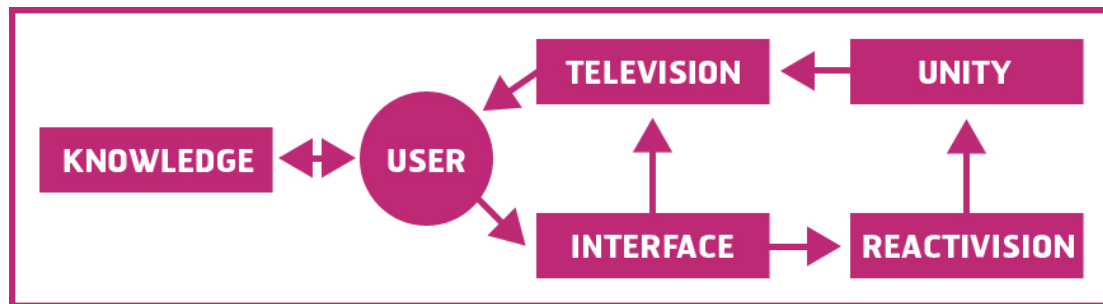 TELEVISION
UNITY
KNOWLEDGE
USER
INTERFACE
REACTIVISION